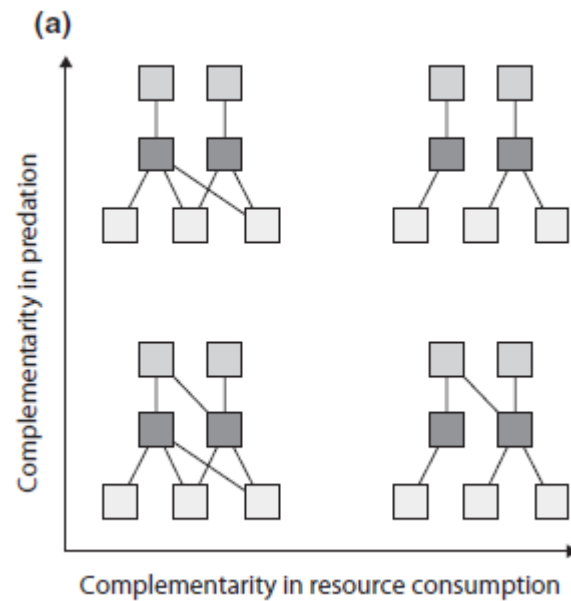 (a)
Complementarity in predation
Complementarity in resource consumption